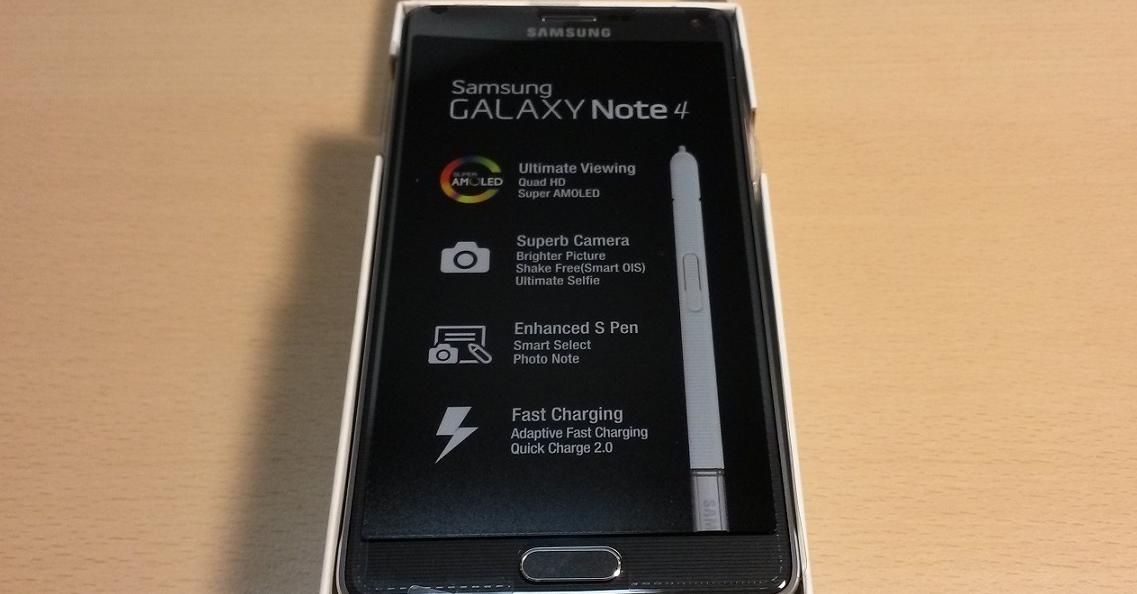 SAMSUNG
Samsung
GALAXY Note 4
SUPER
AMOLED
Ultimate Viewing
Quad HD
Super AMOLED
Superb Camera
Brighter Picture
Shake Free(Smart OIS)
Ultimate Selfie
Enhanced S Pen
Smart Select
Photo Note
Fast Charging
Adaptive Fast Charging
Quick Charge 2.0
SAM